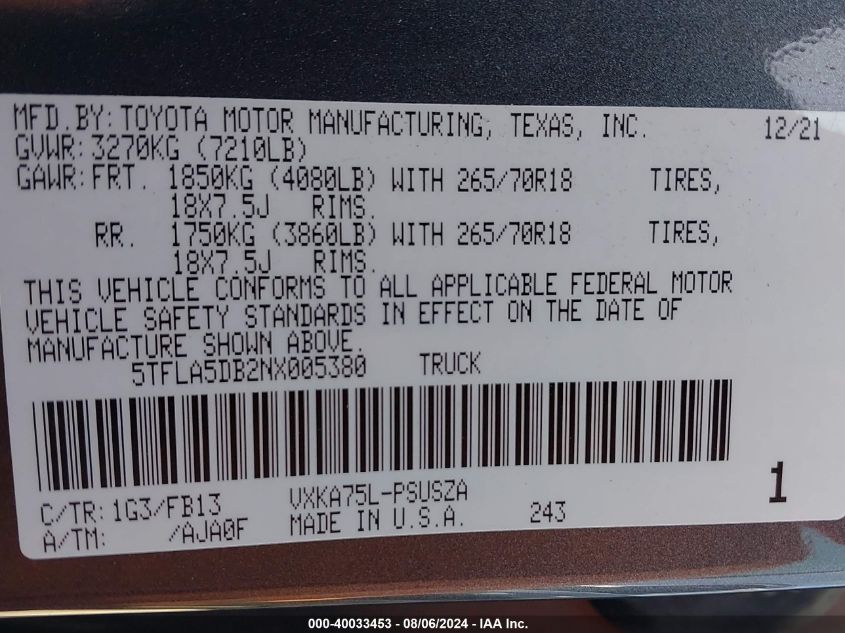 MFD.BY: TOYOTA MOTOR MANUFACTURING, TEXAS, INC. 12/21
GVWR: 3270KG (7210LB)
GAWR: FRT. 1850KG (4080LB) WITH 265/70R18 TIRES,
18X7.5J RIMS.
RR. 1750KG (3860LB) WITH 265/70R18 TIRES,
18X7.5J RIMS.
THIS VEHICLE CONFORMS TO ALL APPLICABLE FEDERAL MOTOR
VEHICLE SAFETY STANDARDS IN EFFECT ON THE DATE OF
MANUFACTURE SHOWN ABOVE.
5TFLA5DB2NX005380 TRUCK
1
C/TR: 1G3/FB13 VXKA75L-PSUSZA
A/TM: /AJA0F MADE IN U.S.A. 243
000-40033453 - 08/06/2024 - IAA Inc.